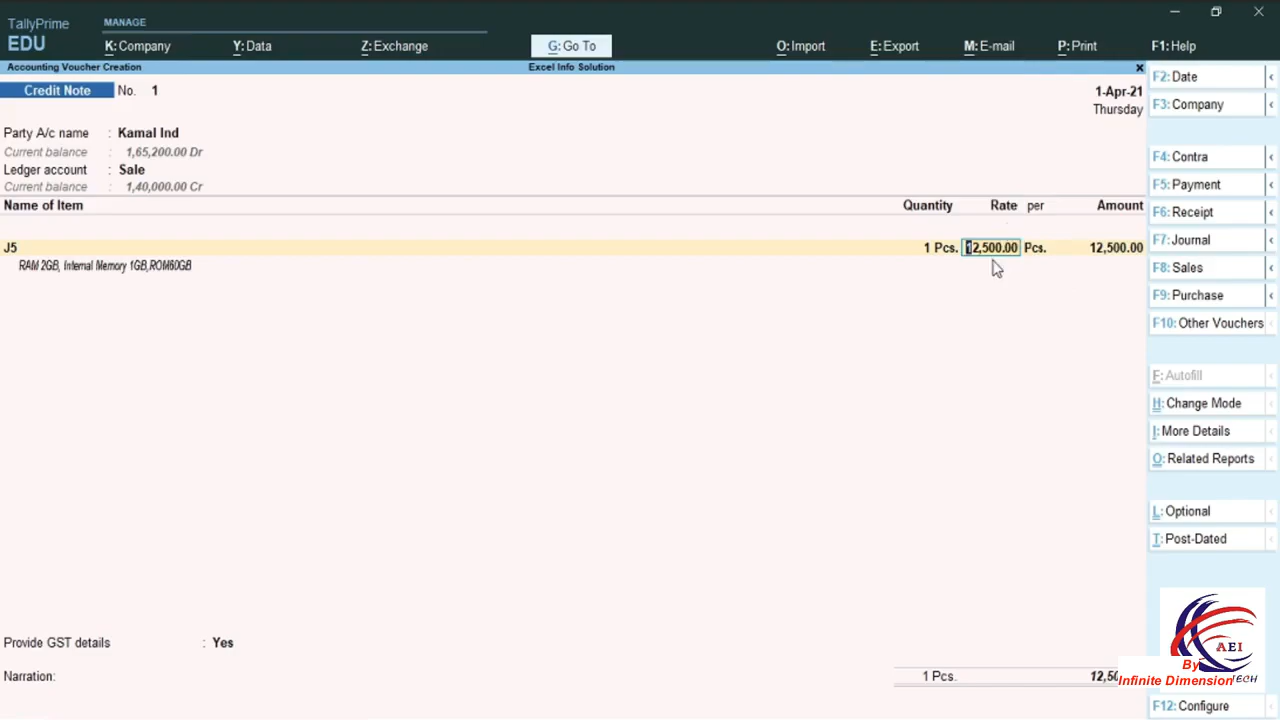 TallyPrime
EDU
MANAGE
K: Company Y: Data Z: Exchange G: Go To O: Import E: Export M: E-mail P: Print F1: Help
Accounting Voucher Creation Excel Info Solution
Credit Note No. 1 1-Apr-21
Thursday
Party A/c name : Kamal Ind
Current balance : 1,65,200.00 Dr
Ledger account : Sale
Current balance : 1,40,000.00 Cr
Name of Item Quantity Rate per Amount
J5 1 Pcs. 12,500.00 Pcs. 12,500.00
RAM 2GB, Internal Memory 1GB,ROM60GB
Provide GST details : Yes
Narration: 1 Pcs.
F2: Date
F3: Company
F4: Contra
F5: Payment
F6: Receipt
F7: Journal
F8: Sales
F9: Purchase
F10: Other Vouchers
F: Autofill
H: Change Mode
I: More Details
O: Related Reports
L: Optional
T: Post-Dated
AEI
By
Infinite Dimension
F12: Configure